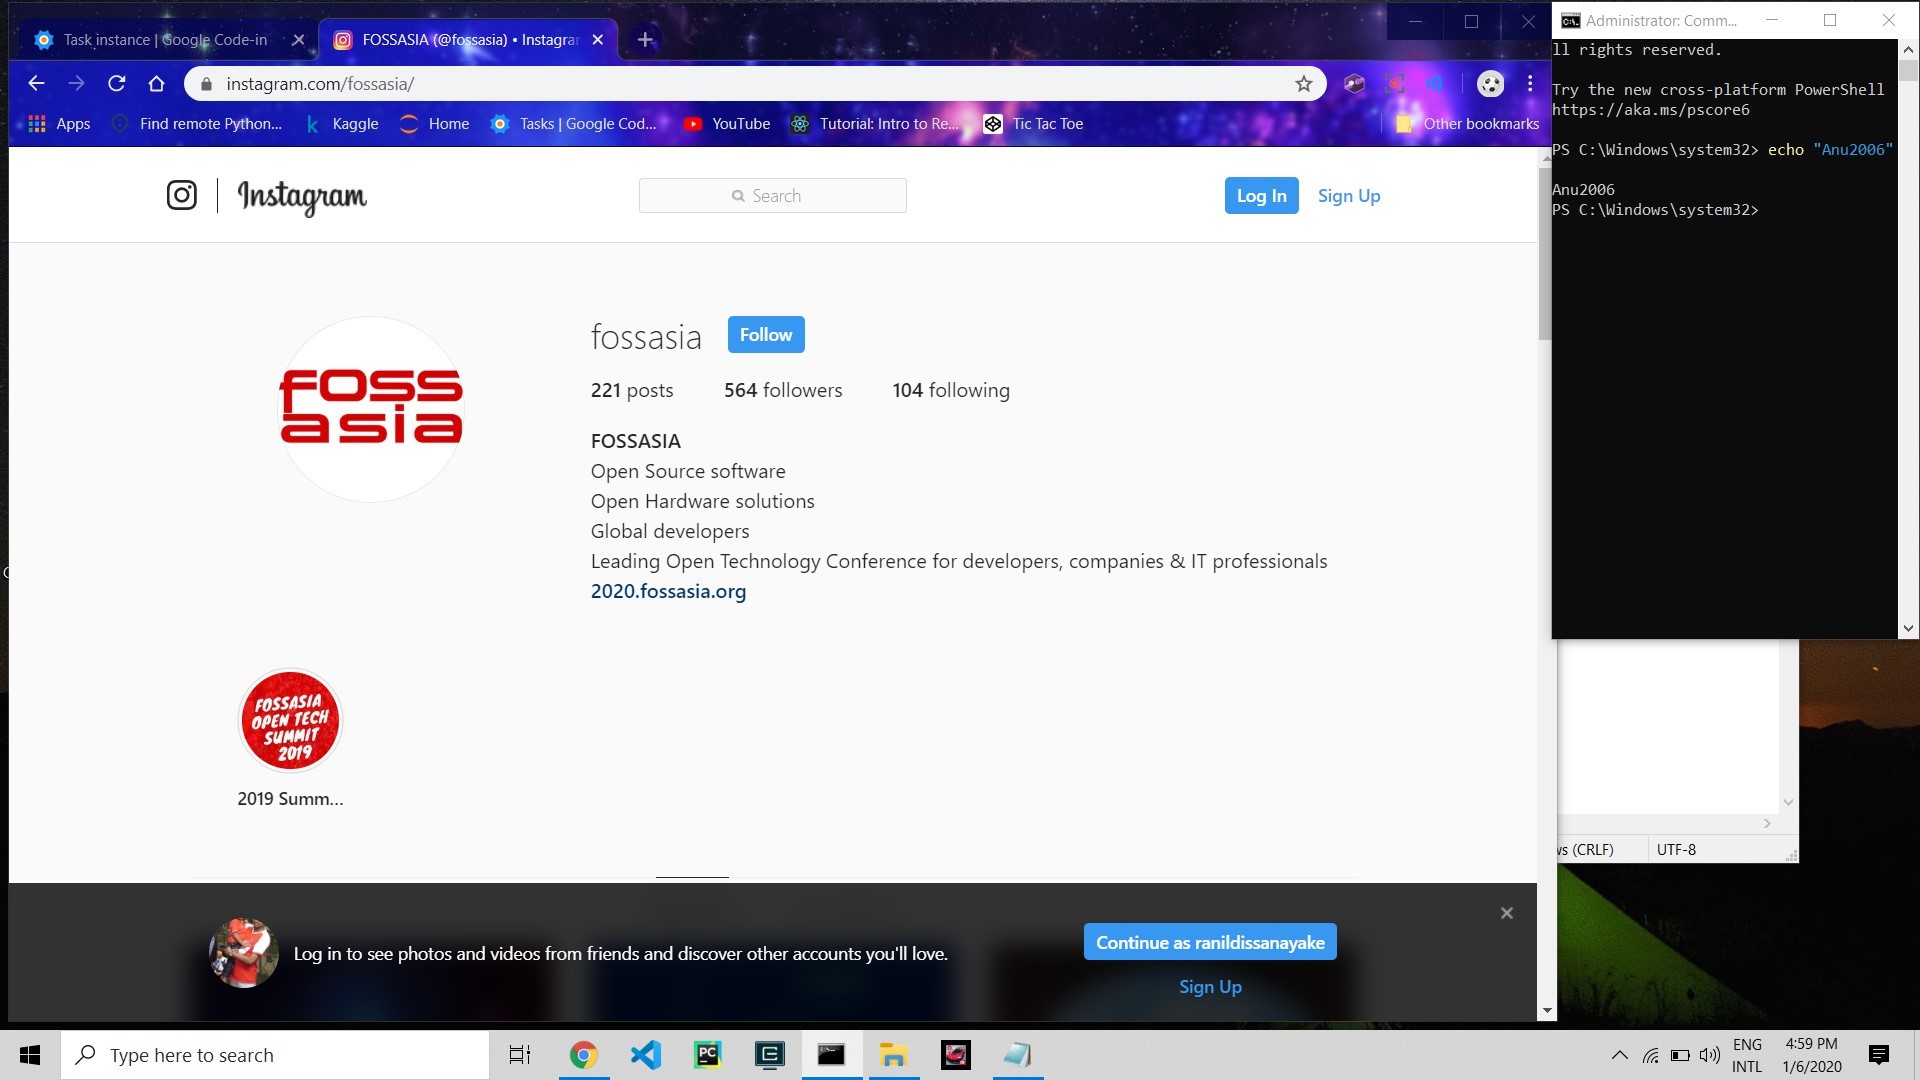 Task instance | Google Code-in
FOSSASIA (@fossasia) • Instagra
Administrator: Comm...
instagram.com/fossasia/
Apps
Find remote Python...
Kaggle
Home
Tasks | Google Cod...
YouTube
Tutorial: Intro to Re...
Tic Tac Toe
Other bookmarks
ll rights reserved.
Try the new cross-platform PowerShell
https://aka.ms/pscore6
PS C:\Windows\system32> echo "Anu2006"
Anu2006
PS C:\Windows\system32>
Instagram
Search
Log In
Sign Up
foss
asia
fossasia
Follow
221 posts
564 followers
104 following
FOSSASIA
Open Source software
Open Hardware solutions
Global developers
Leading Open Technology Conference for developers, companies & IT professionals
2020.fossasia.org
FOSSASIA
OPEN TECH
SUMMIT
2019
2019 Summ...
ws (CRLF)
UTF-8
Log in to see photos and videos from friends and discover other accounts you'll love.
Continue as ranildissanayake
Sign Up
Type here to search
PC
ENG
INTL
4:59 PM
1/6/2020